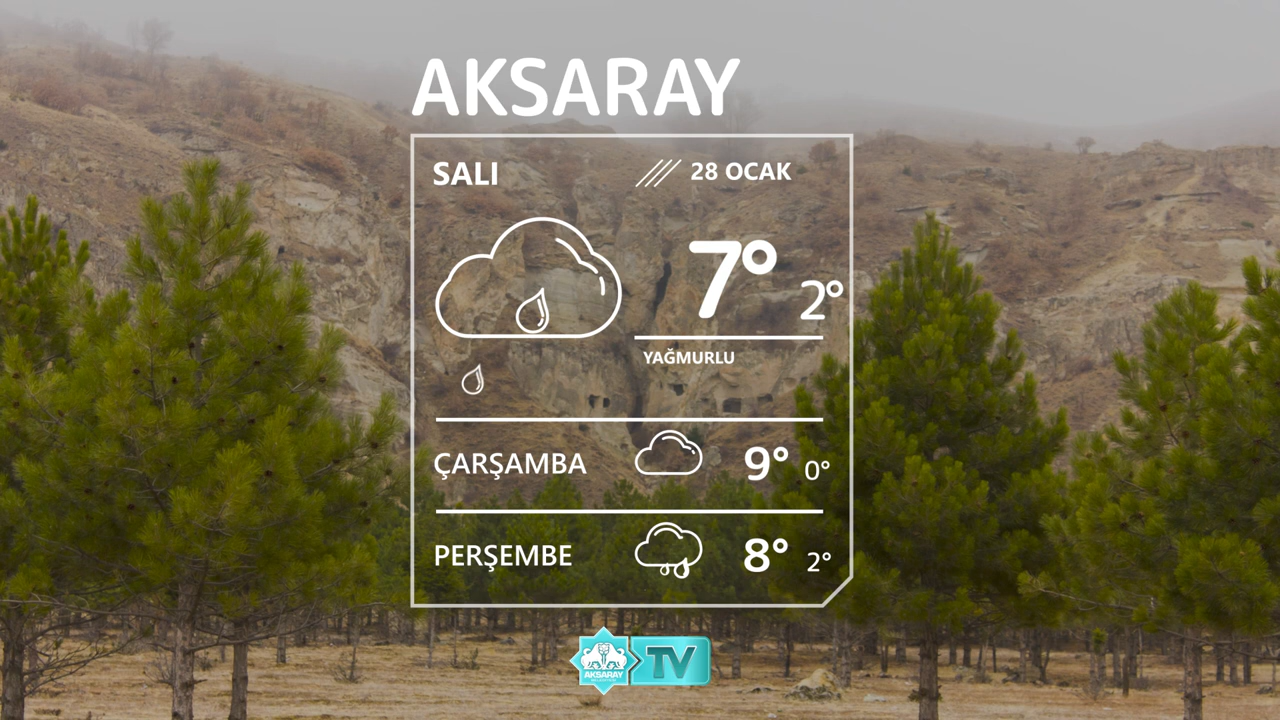 AKSARAY
SALI 28 OCAK
7° 2°
YAĞMURLU
ÇARŞAMBA 9° 0°
PERŞEMBE 8° 2°
AKSARAY TV